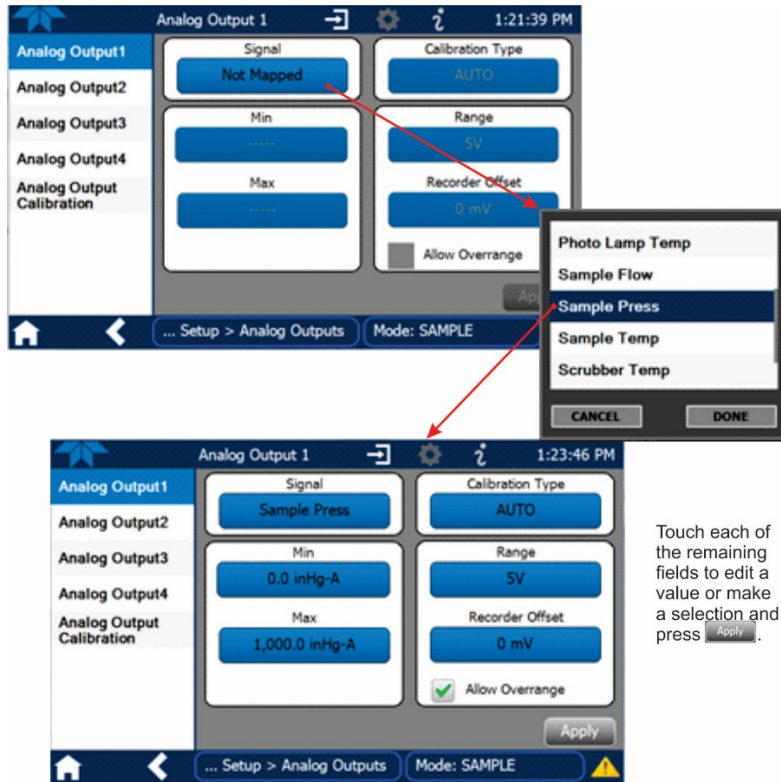 Analog Output 1
1:21:39 PM
Analog Output1
Analog Output2
Analog Output3
Analog Output4
Analog Output
Calibration
Signal
Not Mapped
Calibration Type
AUTO
Min
-----
Max
-----
Range
5V
Recorder Offset
0 mV
Allow Overrange
... Setup > Analog Outputs
Mode: SAMPLE
Photo Lamp Temp
Sample Flow
Sample Press
Sample Temp
Scrubber Temp
CANCEL
DONE
Analog Output 1
1:23:46 PM
Analog Output1
Analog Output2
Analog Output3
Analog Output4
Analog Output
Calibration
Signal
Sample Press
Calibration Type
AUTO
Min
0.0 inHg-A
Max
1,000.0 inHg-A
Range
5V
Recorder Offset
0 mV
Allow Overrange
Apply
... Setup > Analog Outputs
Mode: SAMPLE
Touch each of
the remaining
fields to edit a
value or make
a selection and
press Apply .